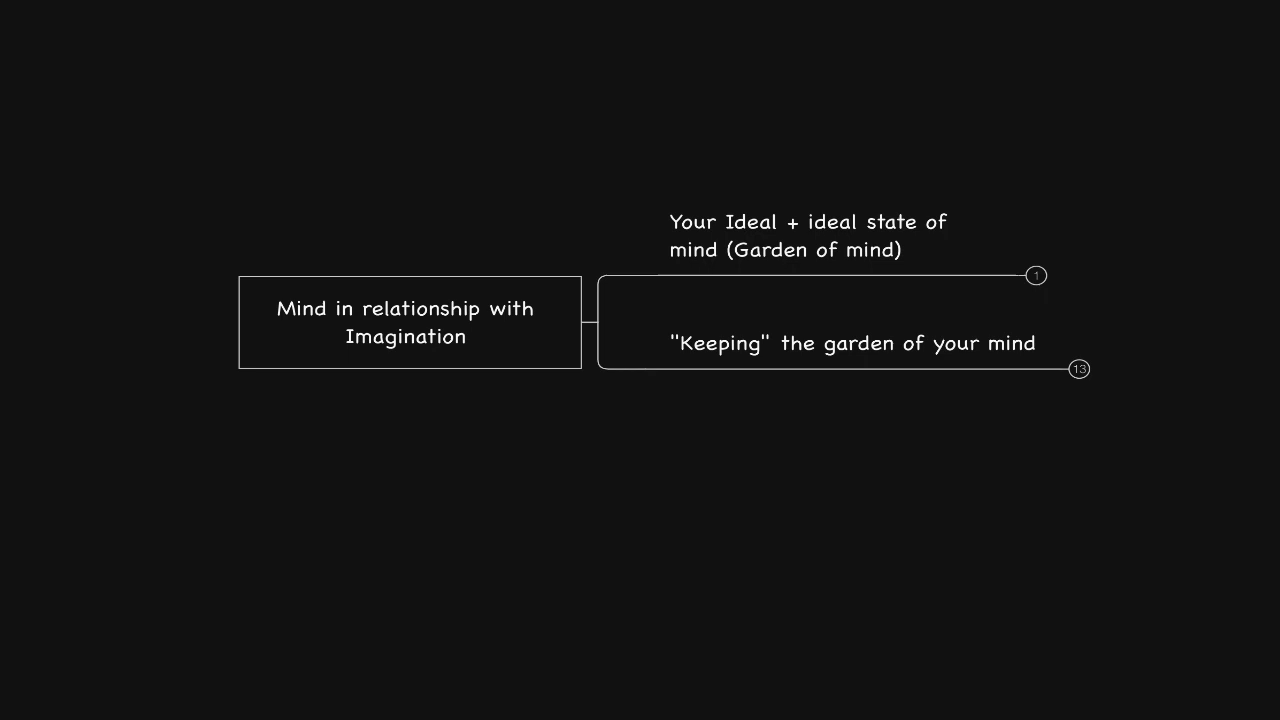 Your Ideal + ideal state of
mind (Garden of mind)
1
Mind in relationship with
Imagination
"Keeping" the garden of your mind
13